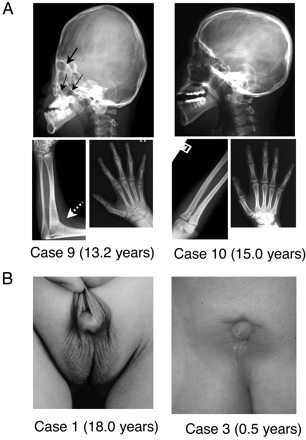 A
Case 9 (13.2 years)
Case 10 (15.0 years)
B
Case 1 (18.0 years)
Case 3 (0.5 years)